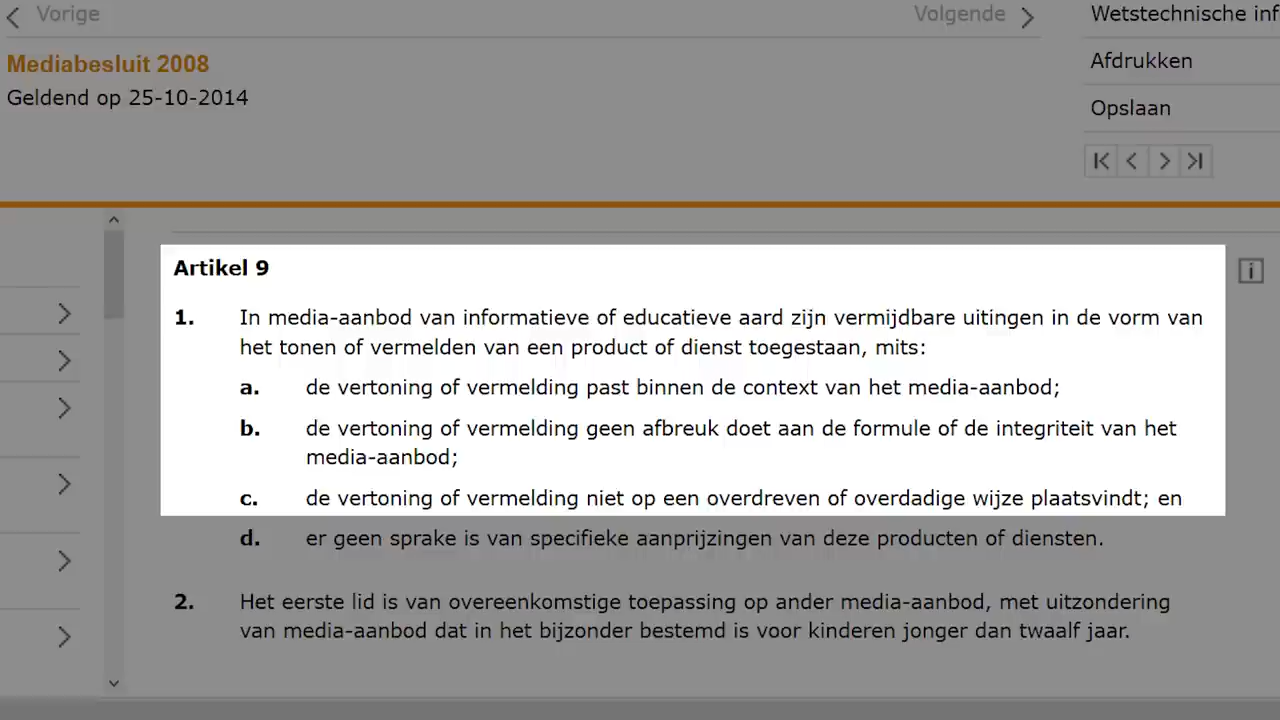 Vorige
Volgende
Wetstechnische inf
Mediabesluit 2008
Afdrukken
Geldend op 25-10-2014
Opslaan
Artikel 9
1. In media-aanbod van informatieve of educatieve aard zijn vermijdbare uitingen in de vorm van
het tonen of vermelden van een product of dienst toegestaan, mits:
a. de vertoning of vermelding past binnen de context van het media-aanbod;
b. de vertoning of vermelding geen afbreuk doet aan de formule of de integriteit van het
media-aanbod;
c. de vertoning of vermelding niet op een overdreven of overdadige wijze plaatsvindt; en
d. er geen sprake is van specifieke aanprijzingen van deze producten of diensten.
2. Het eerste lid is van overeenkomstige toepassing op ander media-aanbod, met uitzondering
van media-aanbod dat in het bijzonder bestemd is voor kinderen jonger dan twaalf jaar.